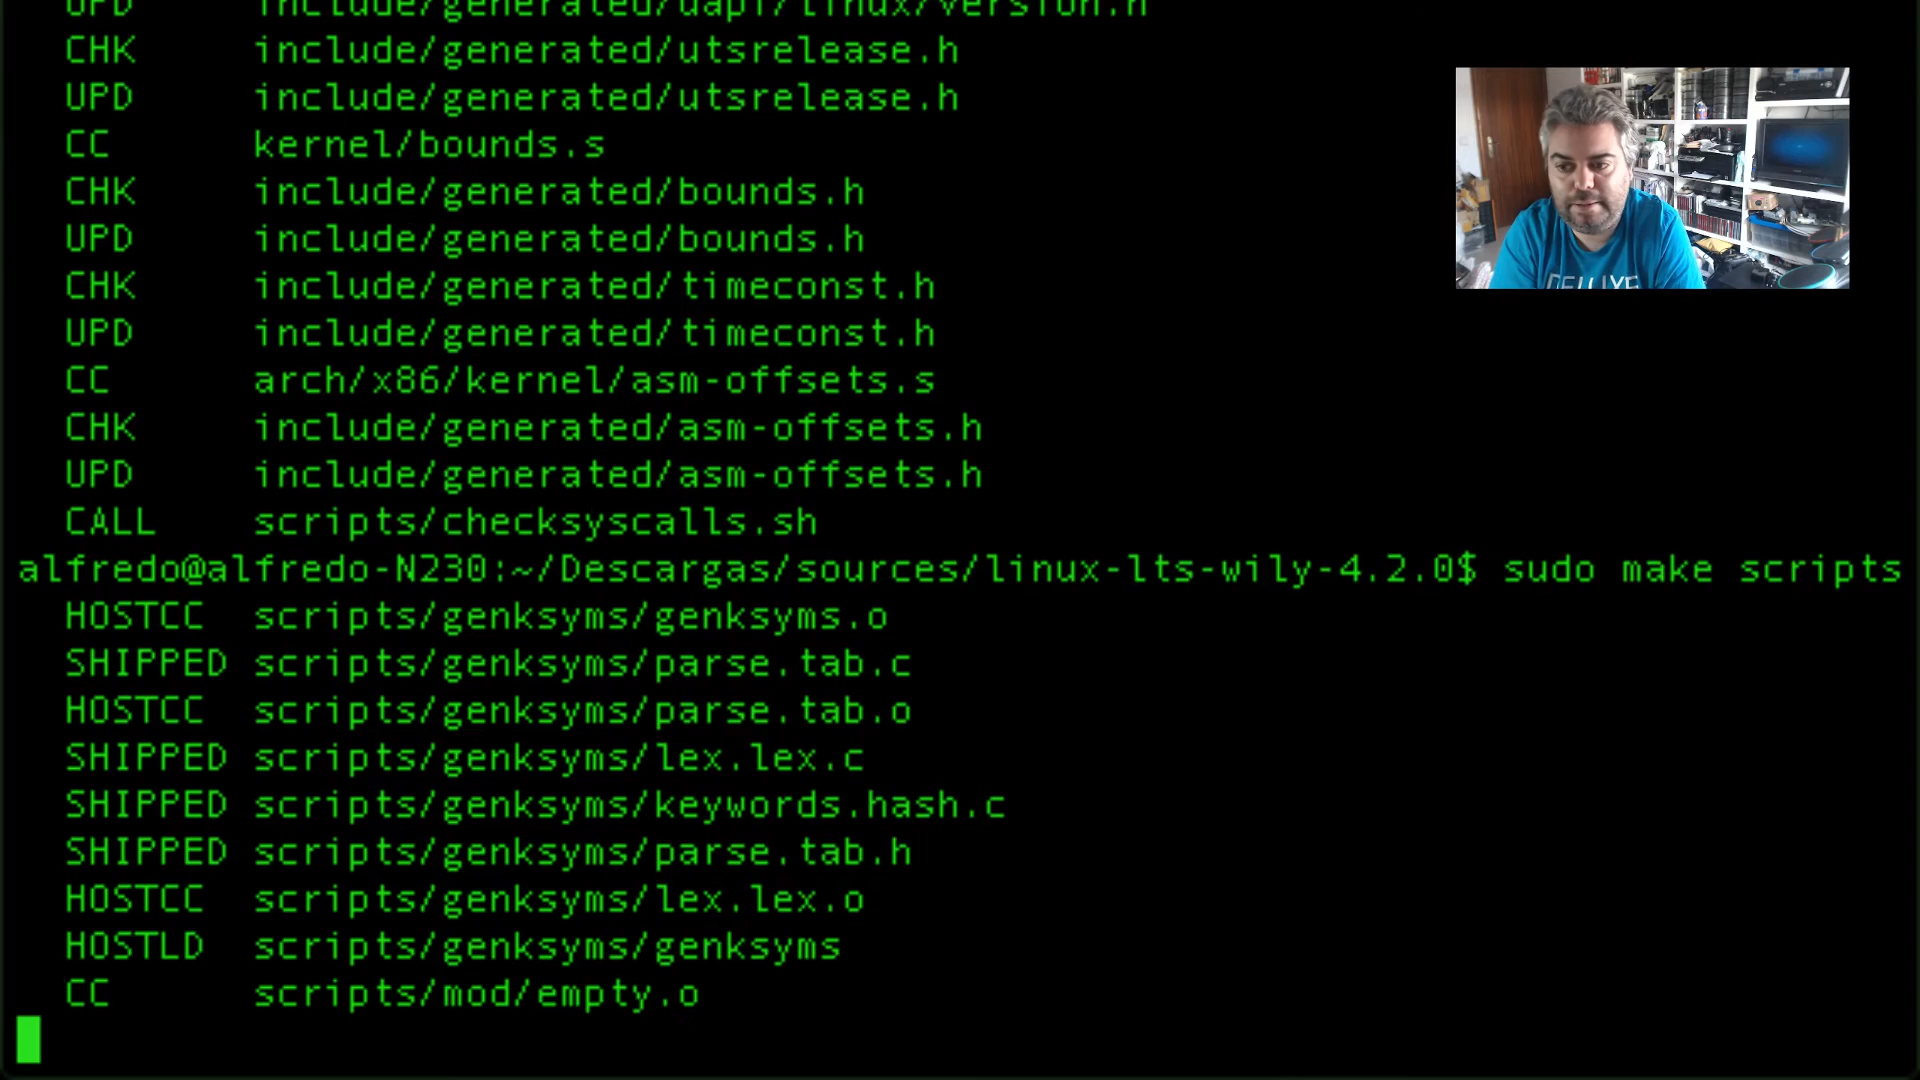 UPD include/generated/uapi/linux/version.h
CHK include/generated/utsrelease.h
UPD include/generated/utsrelease.h
CC kernel/bounds.s
CHK include/generated/bounds.h
UPD include/generated/bounds.h
CHK include/generated/timeconst.h
UPD include/generated/timeconst.h
CC arch/x86/kernel/asm-offsets.s
CHK include/generated/asm-offsets.h
UPD include/generated/asm-offsets.h
CALL scripts/checksyscalls.sh
alfredo@alfredo-N230:~/Descargas/sources/linux-lts-wily-4.2.0$ sudo make scripts
HOSTCC scripts/genksyms/genksyms.o
SHIPPED scripts/genksyms/parse.tab.c
HOSTCC scripts/genksyms/parse.tab.o
SHIPPED scripts/genksyms/lex.lex.c
SHIPPED scripts/genksyms/keywords.hash.c
SHIPPED scripts/genksyms/parse.tab.h
HOSTCC scripts/genksyms/lex.lex.o
HOSTLD scripts/genksyms/genksyms
CC scripts/mod/empty.o
DELUXE